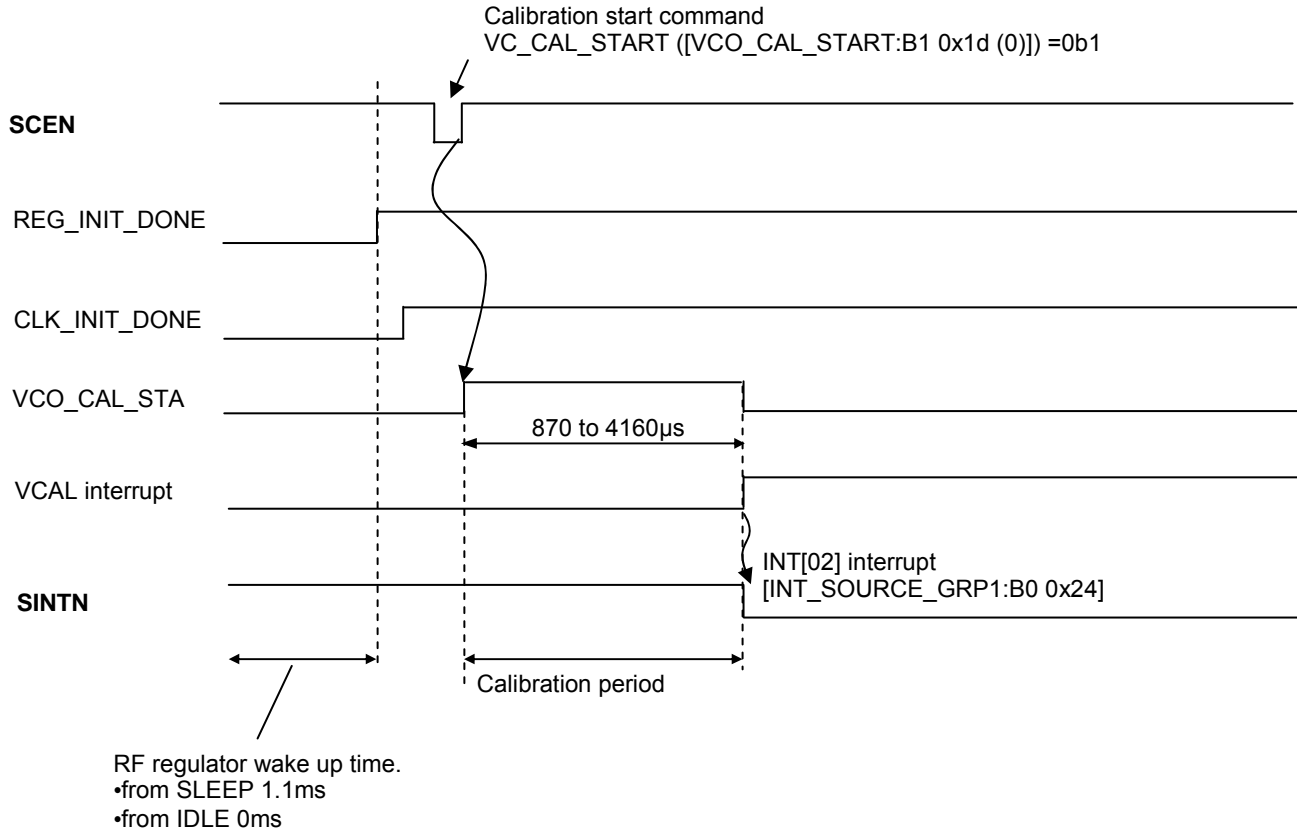 Calibration start command
VC_CAL_START ([VCO_CAL_START:B1 0x1d (0)]) =0b1
SCEN
REG_INIT_DONE
CLK_INIT_DONE
VCO_CAL_STA
870 to 4160µs
VCAL interrupt
INT[02] interrupt
[INT_SOURCE_GRP1:B0 0x24]
SINTN
Calibration period
RF regulator wake up time.
•from SLEEP 1.1ms
•from IDLE 0ms